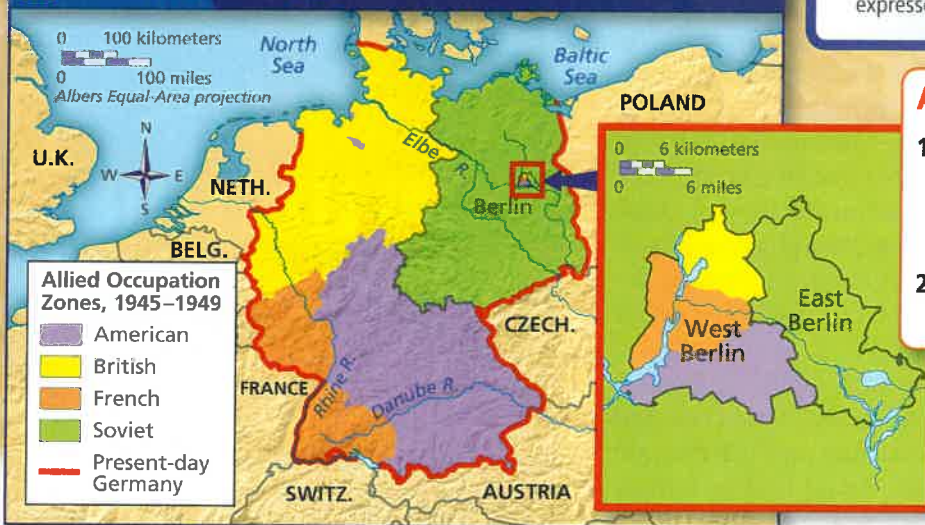 0 100 kilometers
0 100 miles
Albers Equal-Area projection
North
Sea
Baltic
Sea
N
W E
S
U.K.
NETH.
BELG.
POLAND
Elbe R.
Berlin
CZECH.
FRANCE
Rhine R.
Danube R.
SWITZ.
AUSTRIA
Allied Occupation
Zones, 1945–1949
American
British
French
Soviet
Present-day
Germany
0 6 kilometers
0 6 miles
West
Berlin
East
Berlin
express
A
1
2